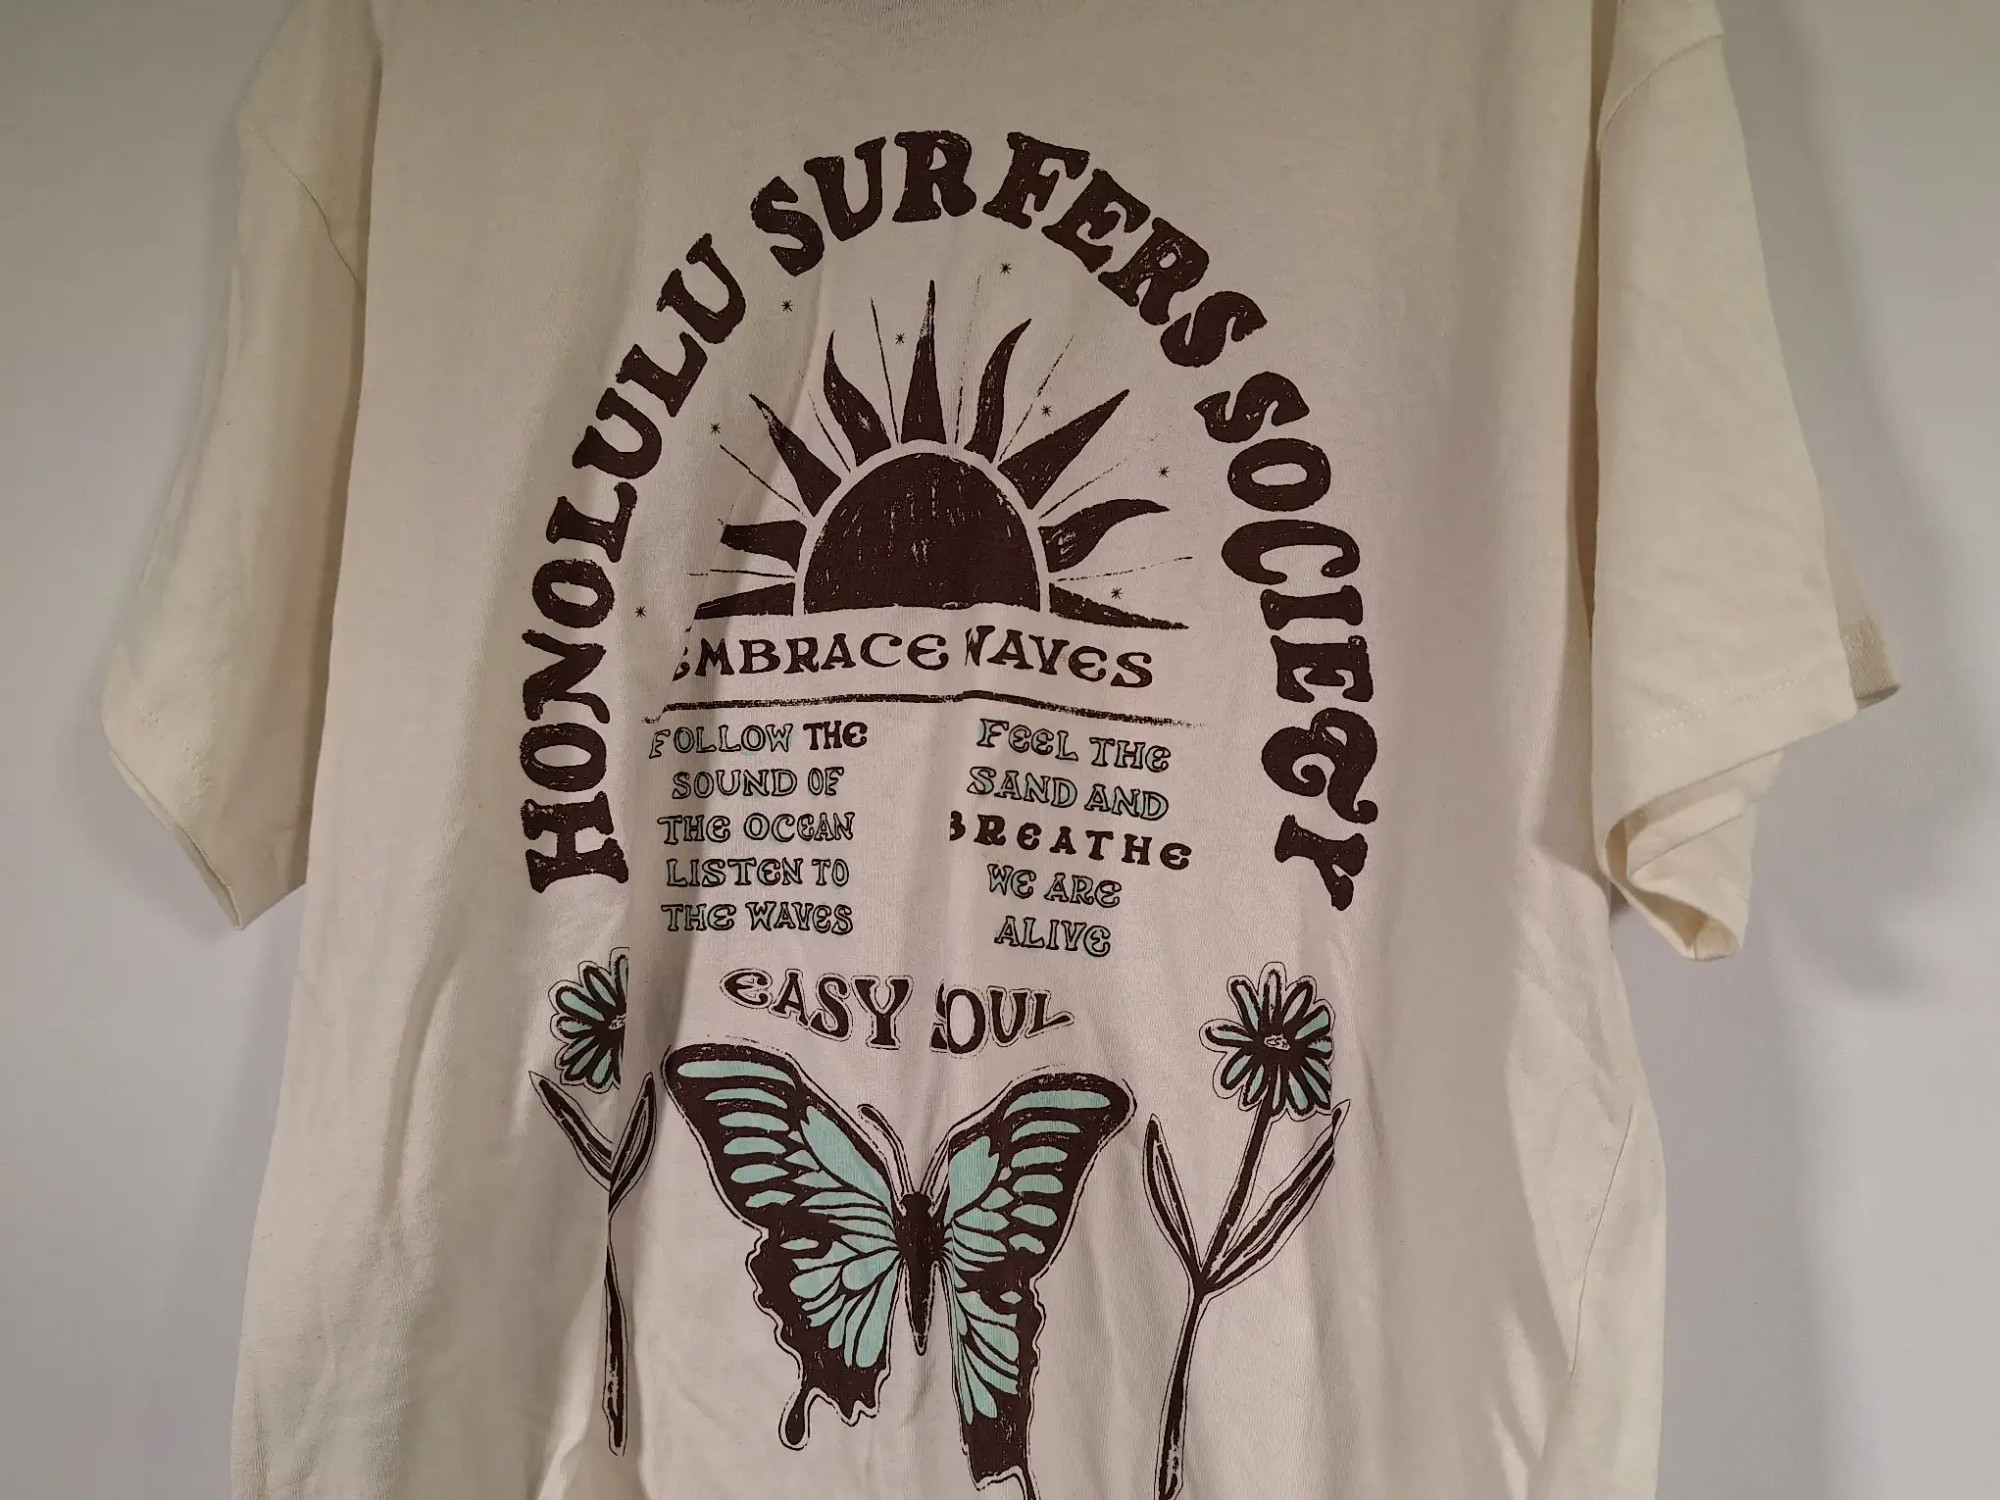 HONOLULU SURFERS SOCIETY
EMBRACE WAVES
FOLLOW THE
SOUND OF
THE OCEAN
LISTEN TO
THE WAVES
FEEL THE
SAND AND
BREATHE
WE ARE
ALIVE
EASY SOUL